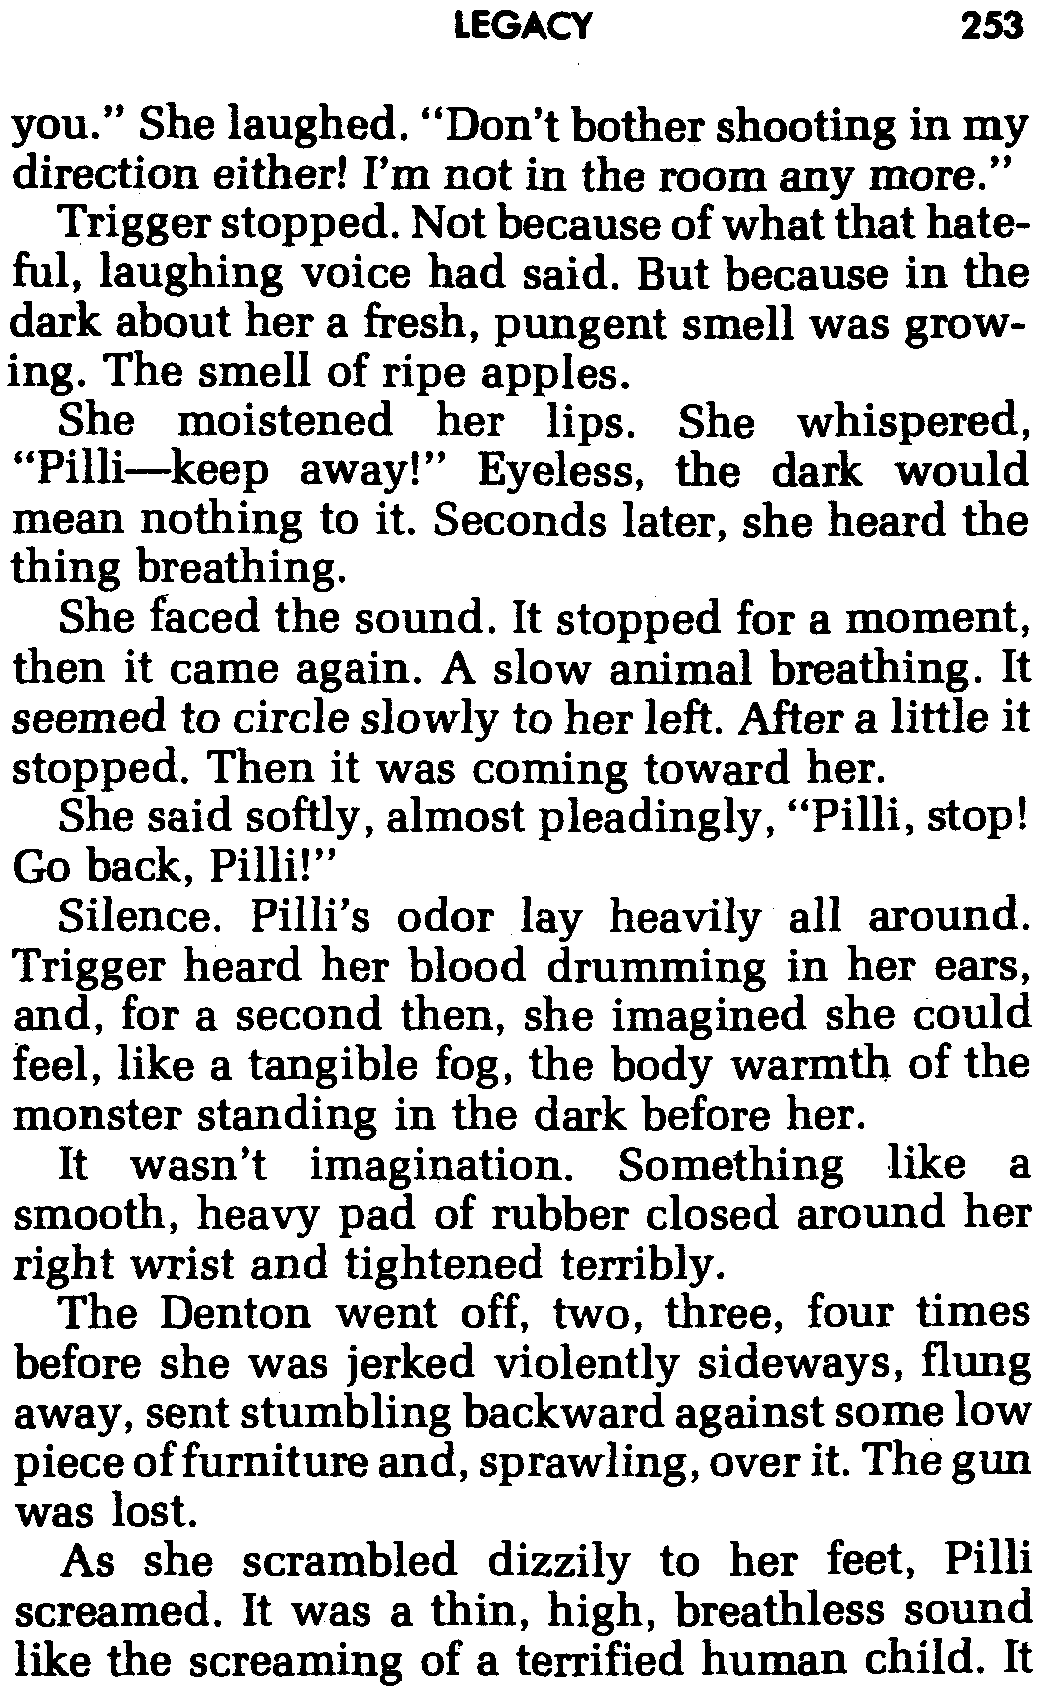 LEGACY 253
you.” She laughed. “Don't bother shooting in my
direction either! I'm not in the room any more.”
Trigger stopped. Not because of what that hate-
ful, laughing voice had said. But because in the
dark about her a fresh, pungent smell was grow-
ing. The smell of ripe apples.
She moistened her lips. She whispered,
“Pilli—keep away!” Eyeless, the dark would
mean nothing to it. Seconds later, she heard the
thing breathing.
She faced the sound. It stopped for a moment,
then it came again. A slow animal breathing. It
seemed to circle slowly to her left. After a little it
stopped. Then it was coming toward her.
She said softly, almost pleadingly, “Pilli, stop!
Go back, Pilli!”
Silence. Pilli's odor lay heavily all around.
Trigger heard her blood drumming in her ears,
and, for a second then, she imagined she could
feel, like a tangible fog, the body warmth of the
monster standing in the dark before her.
It wasn't imagination. Something like a
smooth, heavy pad of rubber closed around her
right wrist and tightened terribly.
The Denton went off, two, three, four times
before she was jerked violently sideways, flung
away, sent stumbling backward against some low
piece of furniture and, sprawling, over it. The gun
was lost.
As she scrambled dizzily to her feet, Pilli
screamed. It was a thin, high, breathless sound
like the screaming of a terrified human child. It